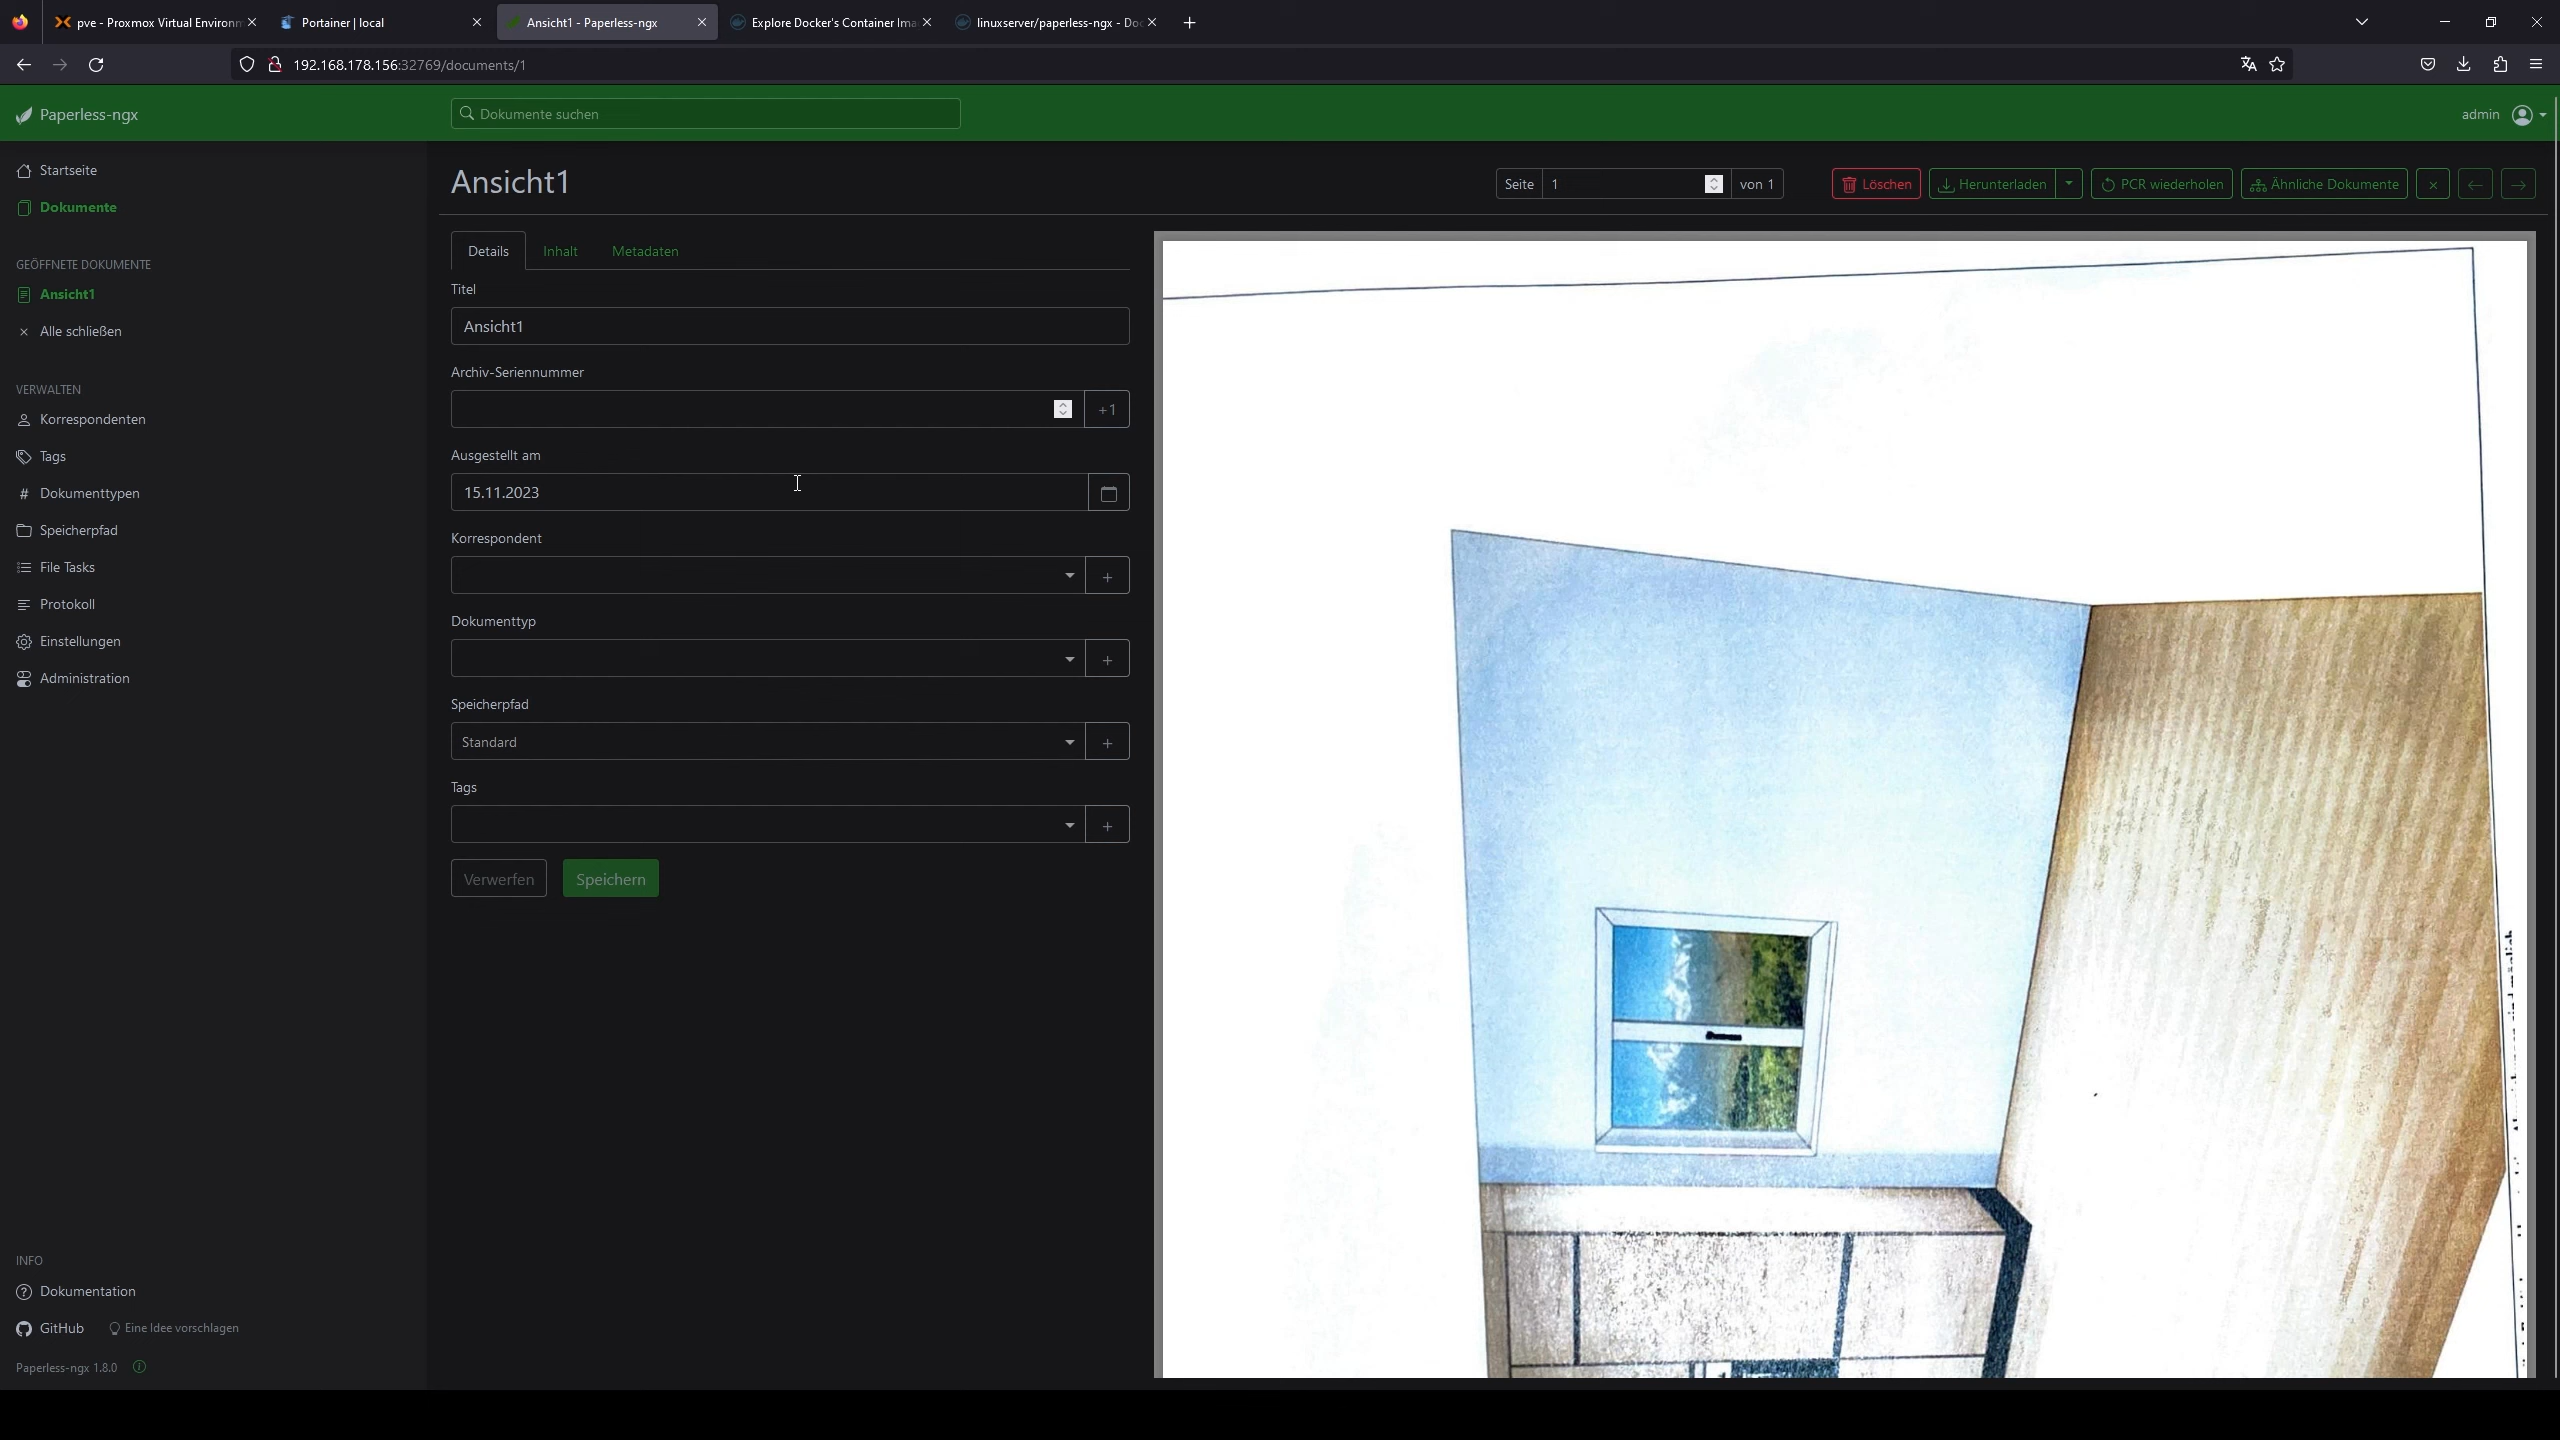 pve - Proxmox Virtual Environm
Portainer | local
Ansicht1 - Paperless-ngx
Explore Docker's Container Ima
linuxserver/paperless-ngx - Doc
192.168.178.156:32769/documents/1
Paperless-ngx
Dokumente suchen
admin
Startseite
Dokumente
GEÖFFNETE DOKUMENTE
Ansicht1
Alle schließen
VERWALTEN
Korrespondenten
Tags
Dokumenttypen
Speicherpfad
File Tasks
Protokoll
Einstellungen
Administration
INFO
Dokumentation
GitHub
Eine Idee vorschlagen
Paperless-ngx 1.8.0
Ansicht1
Seite
1
von 1
Löschen
Herunterladen
PCR wiederholen
Ähnliche Dokumente
Details
Inhalt
Metadaten
Titel
Ansicht1
Archiv-Seriennummer
+1
Ausgestellt am
15.11.2023
Korrespondent
Dokumenttyp
Speicherpfad
Standard
Tags
Verwerfen
Speichern